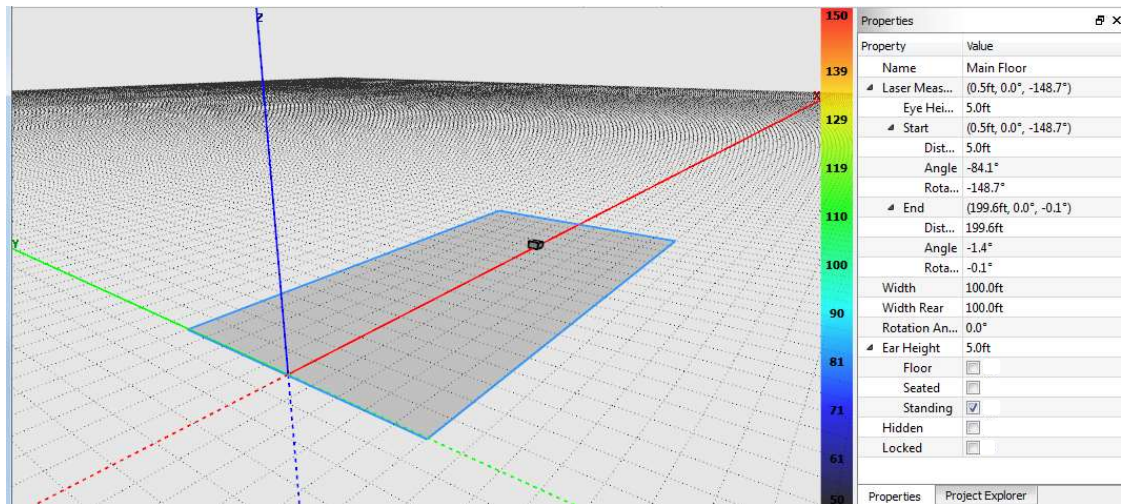 Z
X
Y
150
139
129
119
110
100
90
81
71
61
50
Properties
Property Value
Name Main Floor
Laser Meas... (0.5ft, 0.0°, -148.7°)
Eye Hei... 5.0ft
Start (0.5ft, 0.0°, -148.7°)
Dist... 5.0ft
Angle -84.1°
Rota... -148.7°
End (199.6ft, 0.0°, -0.1°)
Dist... 199.6ft
Angle -1.4°
Rota... -0.1°
Width 100.0ft
Width Rear 100.0ft
Rotation An... 0.0°
Ear Height 5.0ft
Floor
Seated
Standing
Hidden
Locked
Properties Project Explorer